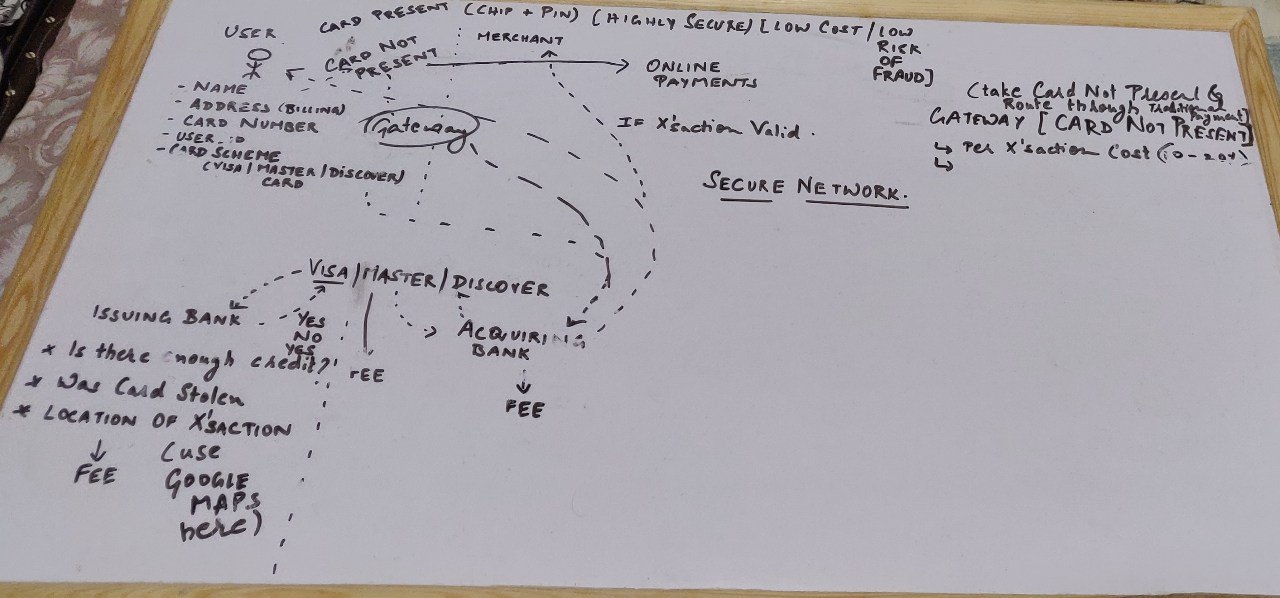 CARD PRESENT (CHIP + PIN) (HIGHLY SECURE) [LOW COST / LOW
RISK
OF
FRAUD]
USER
CARD NOT
PRESENT
MERCHANT
ONLINE
PAYMENTS
- NAME
- ADDRESS (BILLING)
- CARD NUMBER
- USER ID
- CARD SCHEME
(VISA / MASTER / DISCOVER)
CARD
Gateway
IF X'saction Valid.
(take Card Not Present &
Route through Traditional
Payment]
GATEWAY [CARD NOT PRESENT]
↳ Per X'saction Cost
↳
SECURE NETWORK.
VISA / MASTER / DISCOVER
ISSUING BANK
YES
NO
YES
ACQUIRING
BANK
FEE
FEE
* Is there enough credit?
* Was Card Stolen
* LOCATION OF X'SACTION
FEE
(use
GOOGLE
MAPS
here)